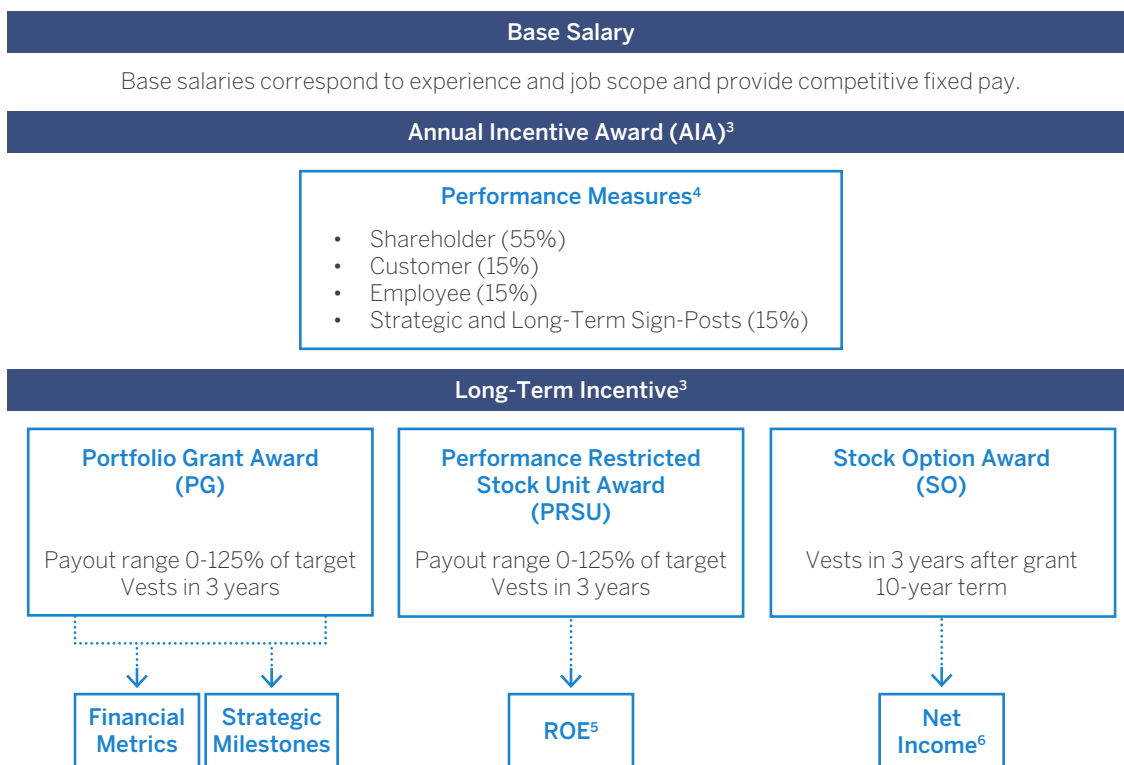 Base Salary
Base salaries correspond to experience and job scope and provide competitive fixed pay.
Annual Incentive Award (AIA)³
Performance Measures⁴
• Shareholder (55%)
• Customer (15%)
• Employee (15%)
• Strategic and Long-Term Sign-Posts (15%)
Long-Term Incentive³
Portfolio Grant Award
(PG)
Payout range 0-125% of target
Vests in 3 years
Performance Restricted
Stock Unit Award
(PRSU)
Payout range 0-125% of target
Vests in 3 years
Stock Option Award
(SO)
Vests in 3 years after grant
10-year term
Financial
Metrics
Strategic
Milestones
ROE⁵
Net
Income⁶